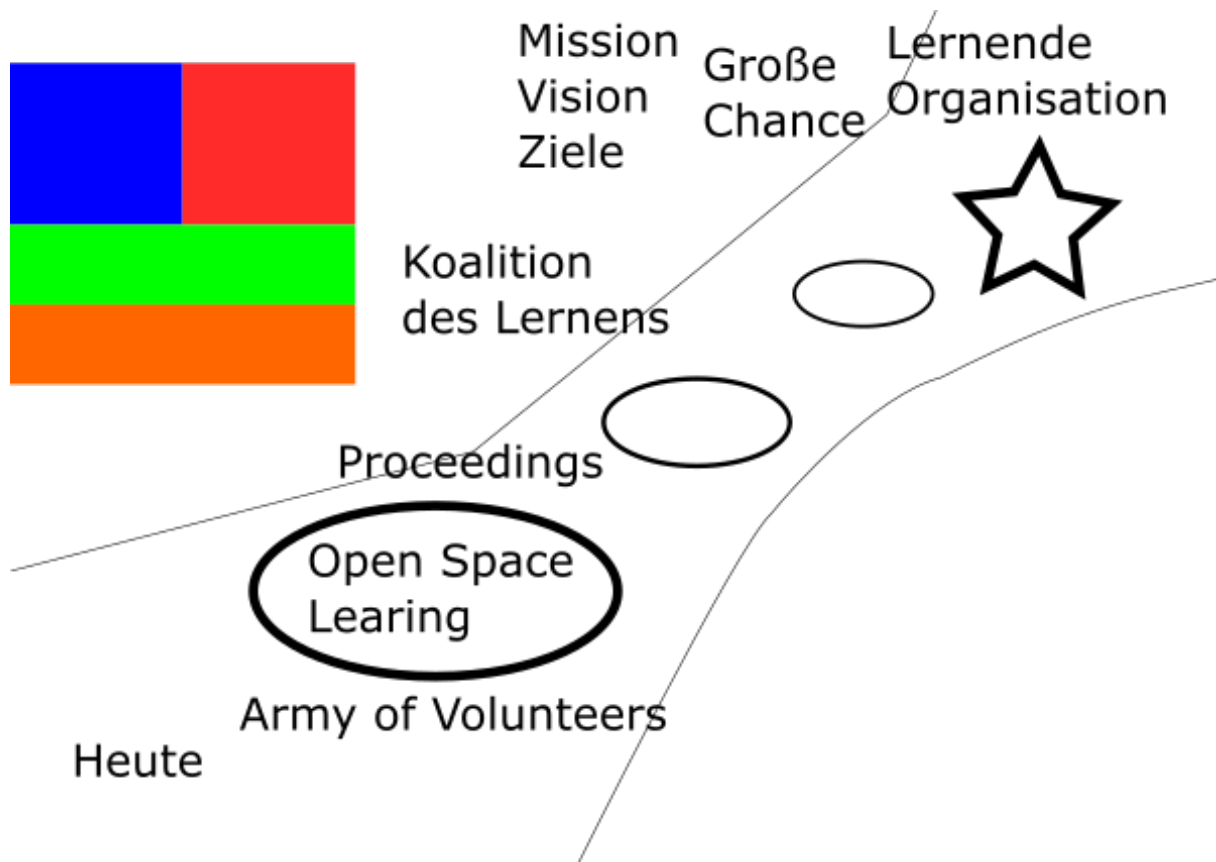 Mission
Vision
Ziele
Große
Chance
Lernende
Organisation
Koalition
des Lernens
Proceedings
Open Space
Learing
Army of Volunteers
Heute